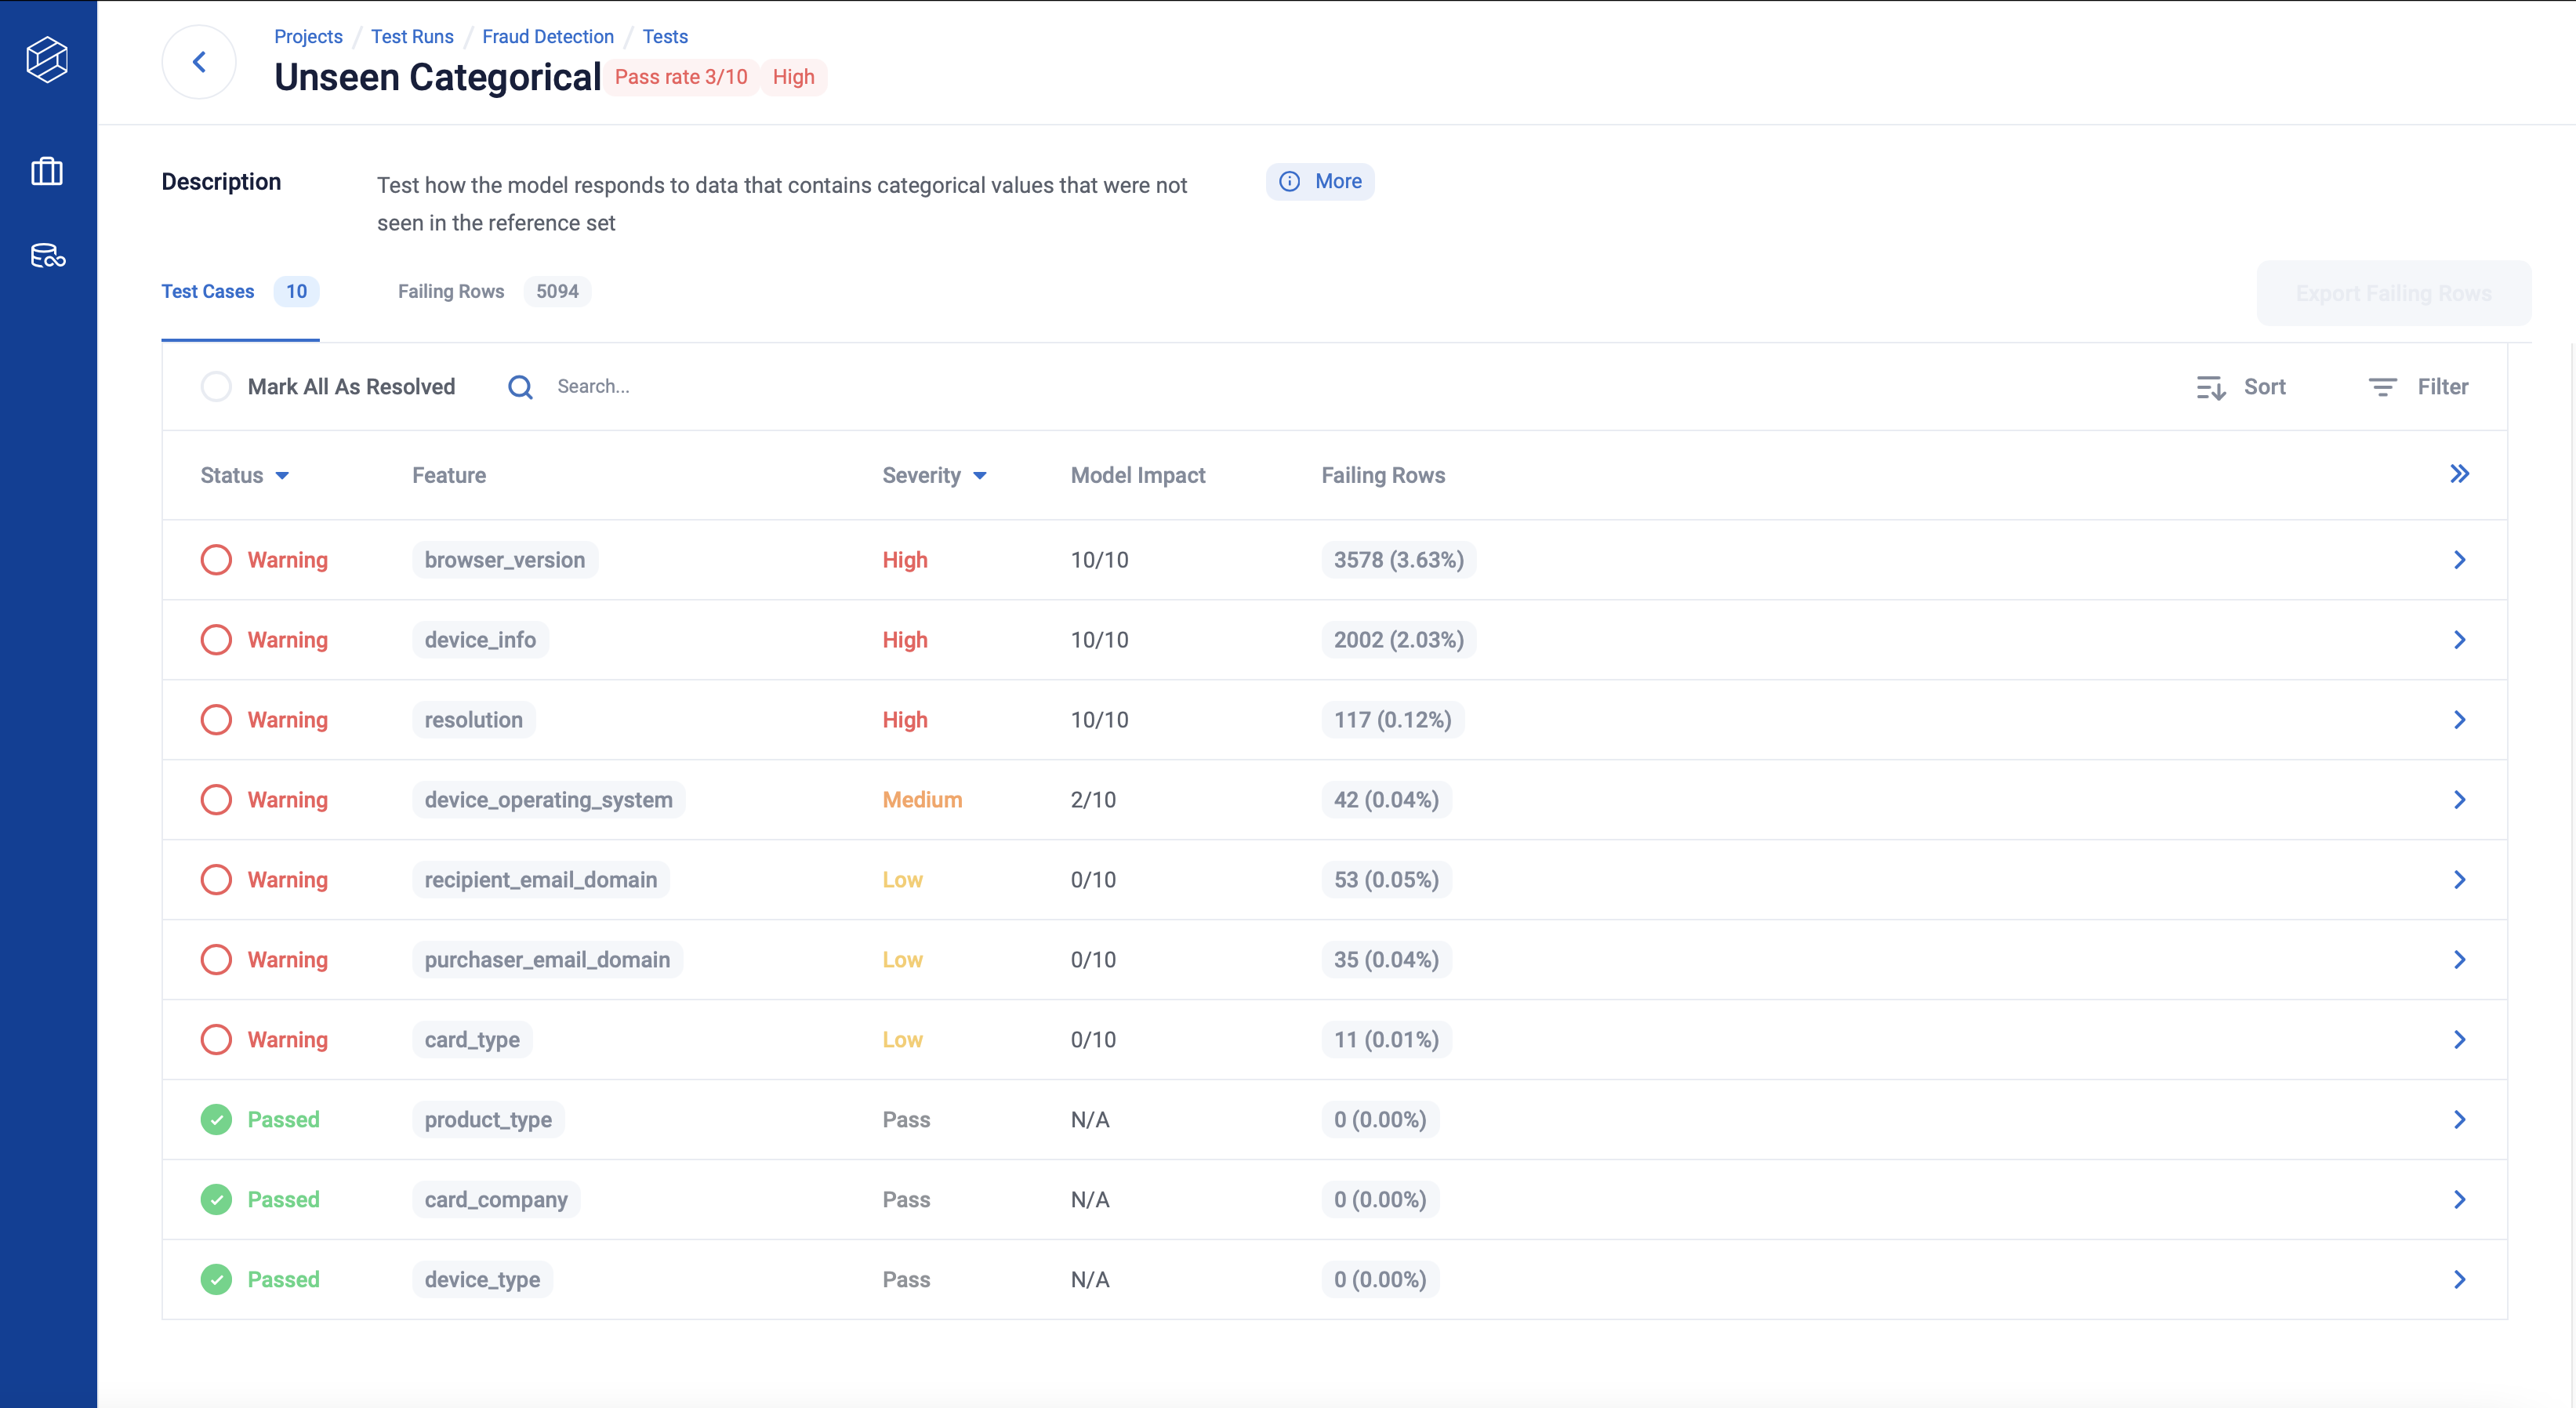 Projects / Test Runs / Fraud Detection / Tests
Unseen Categorical Pass rate 3/10 High
Description
Test how the model responds to data that contains categorical values that were not
seen in the reference set
More
Test Cases 10 Failing Rows 5094 Export Failing Rows
Mark All As Resolved Search... Sort Filter
Status Feature Severity Model Impact Failing Rows
Warning browser_version High 10/10 3578 (3.63%)
Warning device_info High 10/10 2002 (2.03%)
Warning resolution High 10/10 117 (0.12%)
Warning device_operating_system Medium 2/10 42 (0.04%)
Warning recipient_email_domain Low 0/10 53 (0.05%)
Warning purchaser_email_domain Low 0/10 35 (0.04%)
Warning card_type Low 0/10 11 (0.01%)
Passed product_type Pass N/A 0 (0.00%)
Passed card_company Pass N/A 0 (0.00%)
Passed device_type Pass N/A 0 (0.00%)